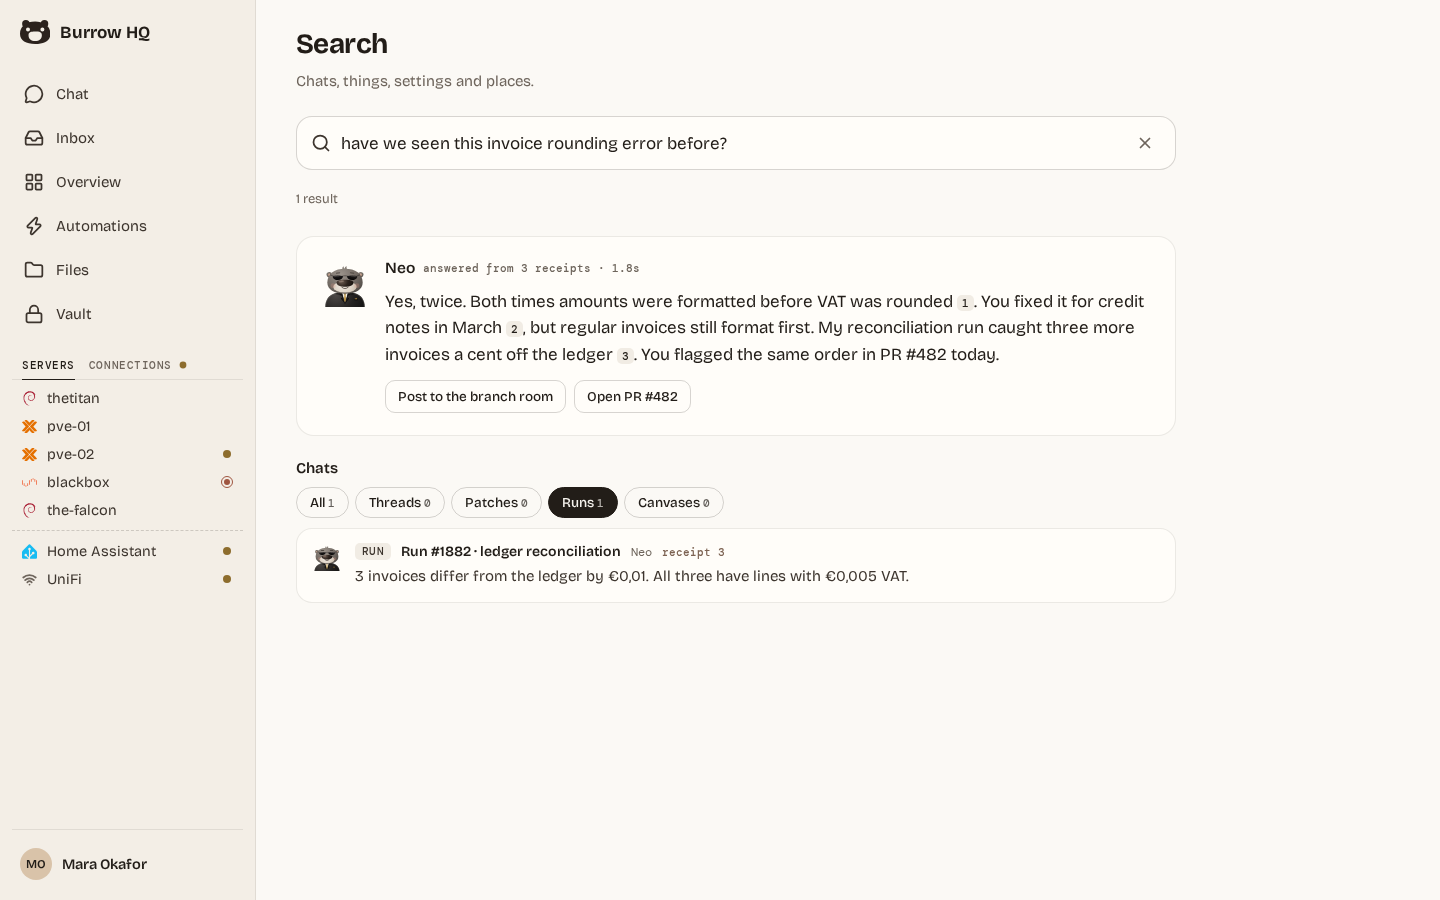 Burrow HQ
Chat
Inbox
Overview
Automations
Files
Vault
SERVERS CONNECTIONS
thetitan
pve-01
pve-02
blackbox
the-falcon
Home Assistant
UniFi
MO Mara Okafor
Search
Chats, things, settings and places.
have we seen this invoice rounding error before?
1 result
Neo answered from 3 receipts · 1.8s
Yes, twice. Both times amounts were formatted before VAT was rounded 1. You fixed it for credit
notes in March 2, but regular invoices still format first. My reconciliation run caught three more
invoices a cent off the ledger 3. You flagged the same order in PR #482 today.
Post to the branch room Open PR #482
Chats
All 1 Threads 0 Patches 0 Runs 1 Canvases 0
RUN Run #1882 · ledger reconciliation Neo receipt 3
3 invoices differ from the ledger by €0,01. All three have lines with €0,005 VAT.